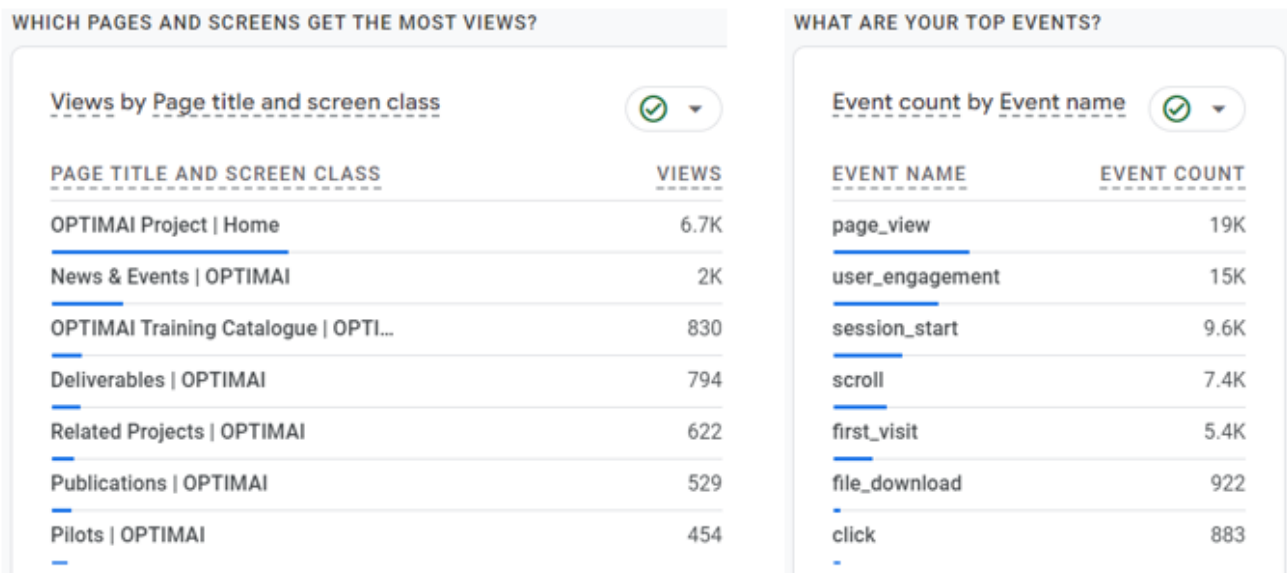 WHICH PAGES AND SCREENS GET THE MOST VIEWS?
Views by Page title and screen class
PAGE TITLE AND SCREEN CLASS VIEWS
OPTIMAI Project | Home 6.7K
News & Events | OPTIMAI 2K
OPTIMAI Training Catalogue | OPTI... 830
Deliverables | OPTIMAI 794
Related Projects | OPTIMAI 622
Publications | OPTIMAI 529
Pilots | OPTIMAI 454
WHAT ARE YOUR TOP EVENTS?
Event count by Event name
EVENT NAME EVENT COUNT
page_view 19K
user_engagement 15K
session_start 9.6K
scroll 7.4K
first_visit 5.4K
file_download 922
click 883